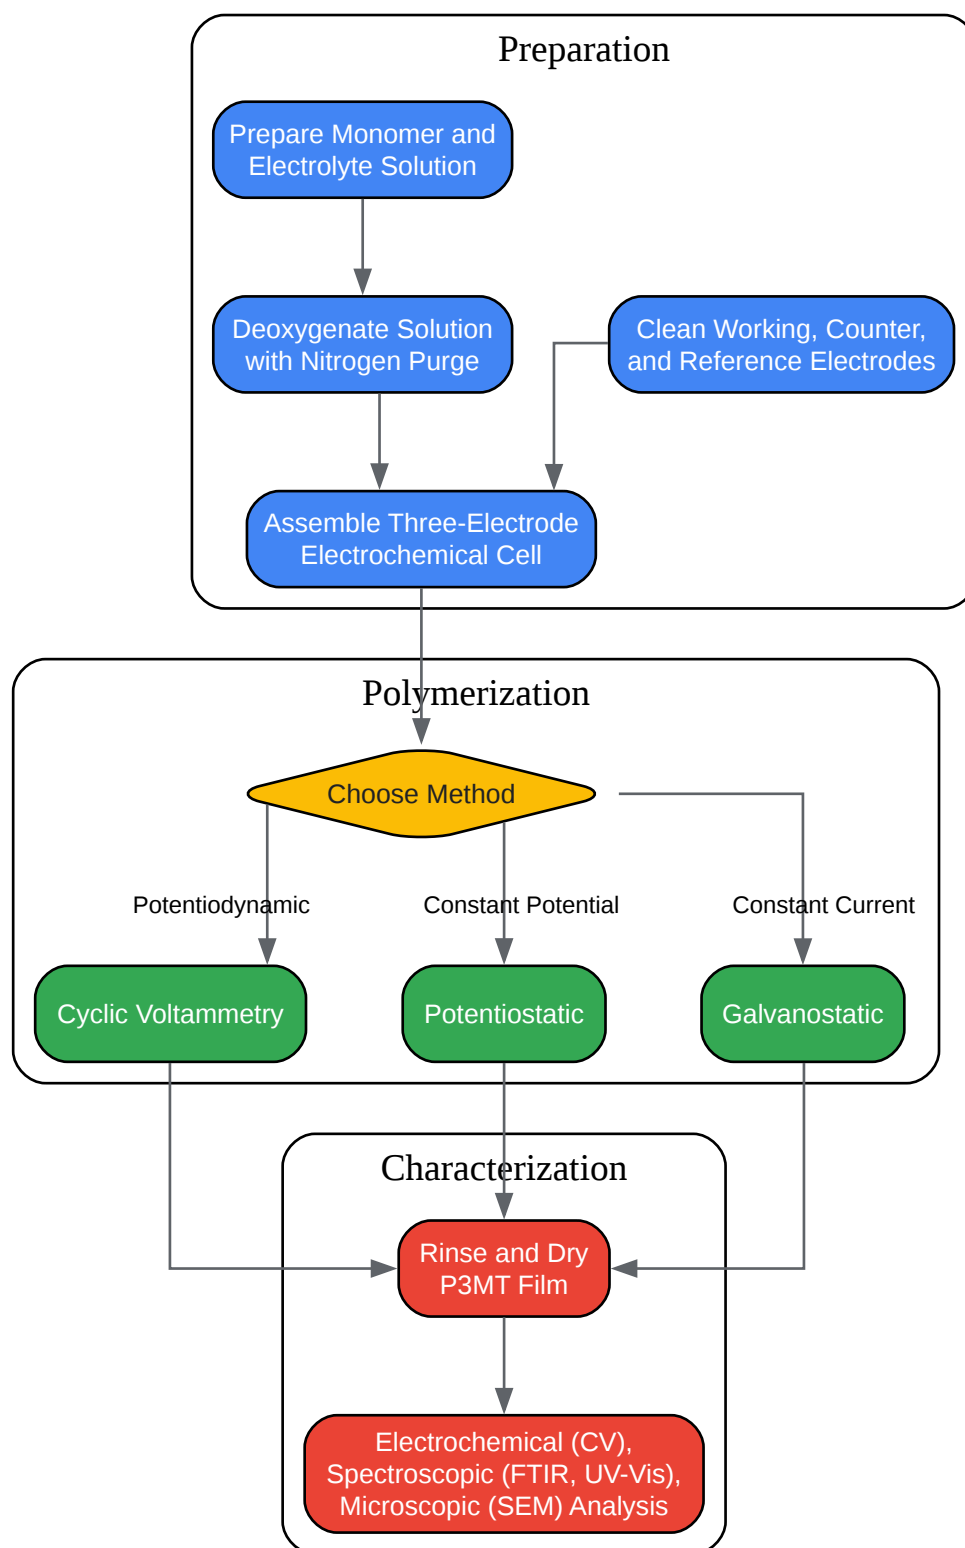 Preparation
Prepare Monomer and
Electrolyte Solution
Deoxygenate Solution
with Nitrogen Purge
Clean Working, Counter,
and Reference Electrodes
Assemble Three-Electrode
Electrochemical Cell
Polymerization
Choose Method
Potentiodynamic
Constant Potential
Constant Current
Cyclic Voltammetry
Potentiostatic
Galvanostatic
Characterization
Rinse and Dry
P3MT Film
Electrochemical (CV),
Spectroscopic (FTIR, UV-Vis),
Microscopic (SEM) Analysis